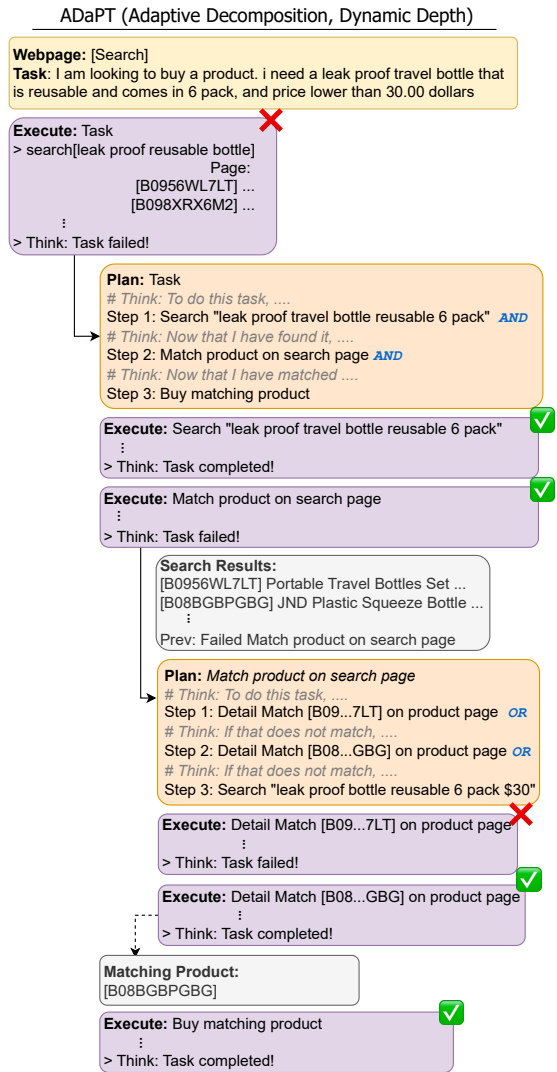 ADaPT (Adaptive Decomposition, Dynamic Depth)
Webpage: [Search]
Task: I am looking to buy a product. i need a leak proof travel bottle that
is reusable and comes in 6 pack, and price lower than 30.00 dollars
Execute: Task
> search[leak proof reusable bottle]
Page:
[B0956WL7LT] ...
[B098XRX6M2] ...
⋮
> Think: Task failed!
Plan: Task
# Think: To do this task, ....
Step 1: Search "leak proof travel bottle reusable 6 pack" AND
# Think: Now that I have found it, ....
Step 2: Match product on search page AND
# Think: Now that I have matched ....
Step 3: Buy matching product
Execute: Search "leak proof travel bottle reusable 6 pack"
⋮
> Think: Task completed!
Execute: Match product on search page
⋮
> Think: Task failed!
Search Results:
[B0956WL7LT] Portable Travel Bottles Set ...
[B08BGBPGBG] JND Plastic Squeeze Bottle ...
⋮
Prev: Failed Match product on search page
Plan: Match product on search page
# Think: To do this task, ....
Step 1: Detail Match [B09...7LT] on product page OR
# Think: If that does not match, ....
Step 2: Detail Match [B08...GBG] on product page OR
# Think: If that does not match, ....
Step 3: Search "leak proof bottle reusable 6 pack $30"
Execute: Detail Match [B09...7LT] on product page
⋮
> Think: Task failed!
Execute: Detail Match [B08...GBG] on product page
⋮
> Think: Task completed!
Matching Product:
[B08BGBPGBG]
Execute: Buy matching product
⋮
> Think: Task completed!